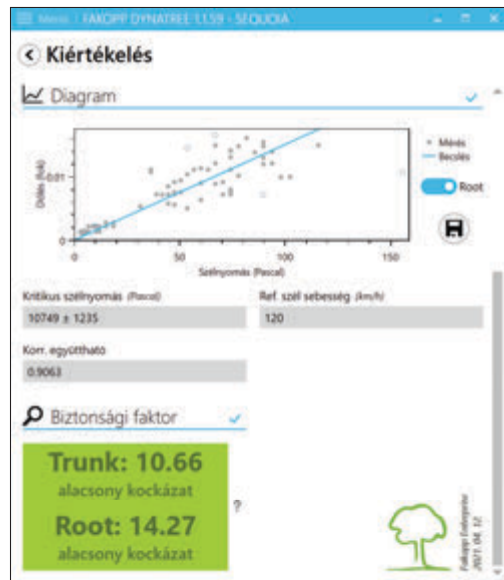 Mérés | FAKOPP DYNATREE 1.1.59 - SEQUOIA
Kiértékelés
Diagram
Dőlés (fok)
0.01
0
0
50
100
150
Szélnyomás (Pascal)
Mérés
Becslés
Root
Kritikus szélnyomás (Pascal)
Ref. szél sebesség (km/h)
10749 ± 1235
120
Korr. együttható
0.9063
Biztonsági faktor
Trunk: 10.66
alacsony kockázat
Root: 14.27
alacsony kockázat
?
Fakopp Enterprise
2021. 04. 12.